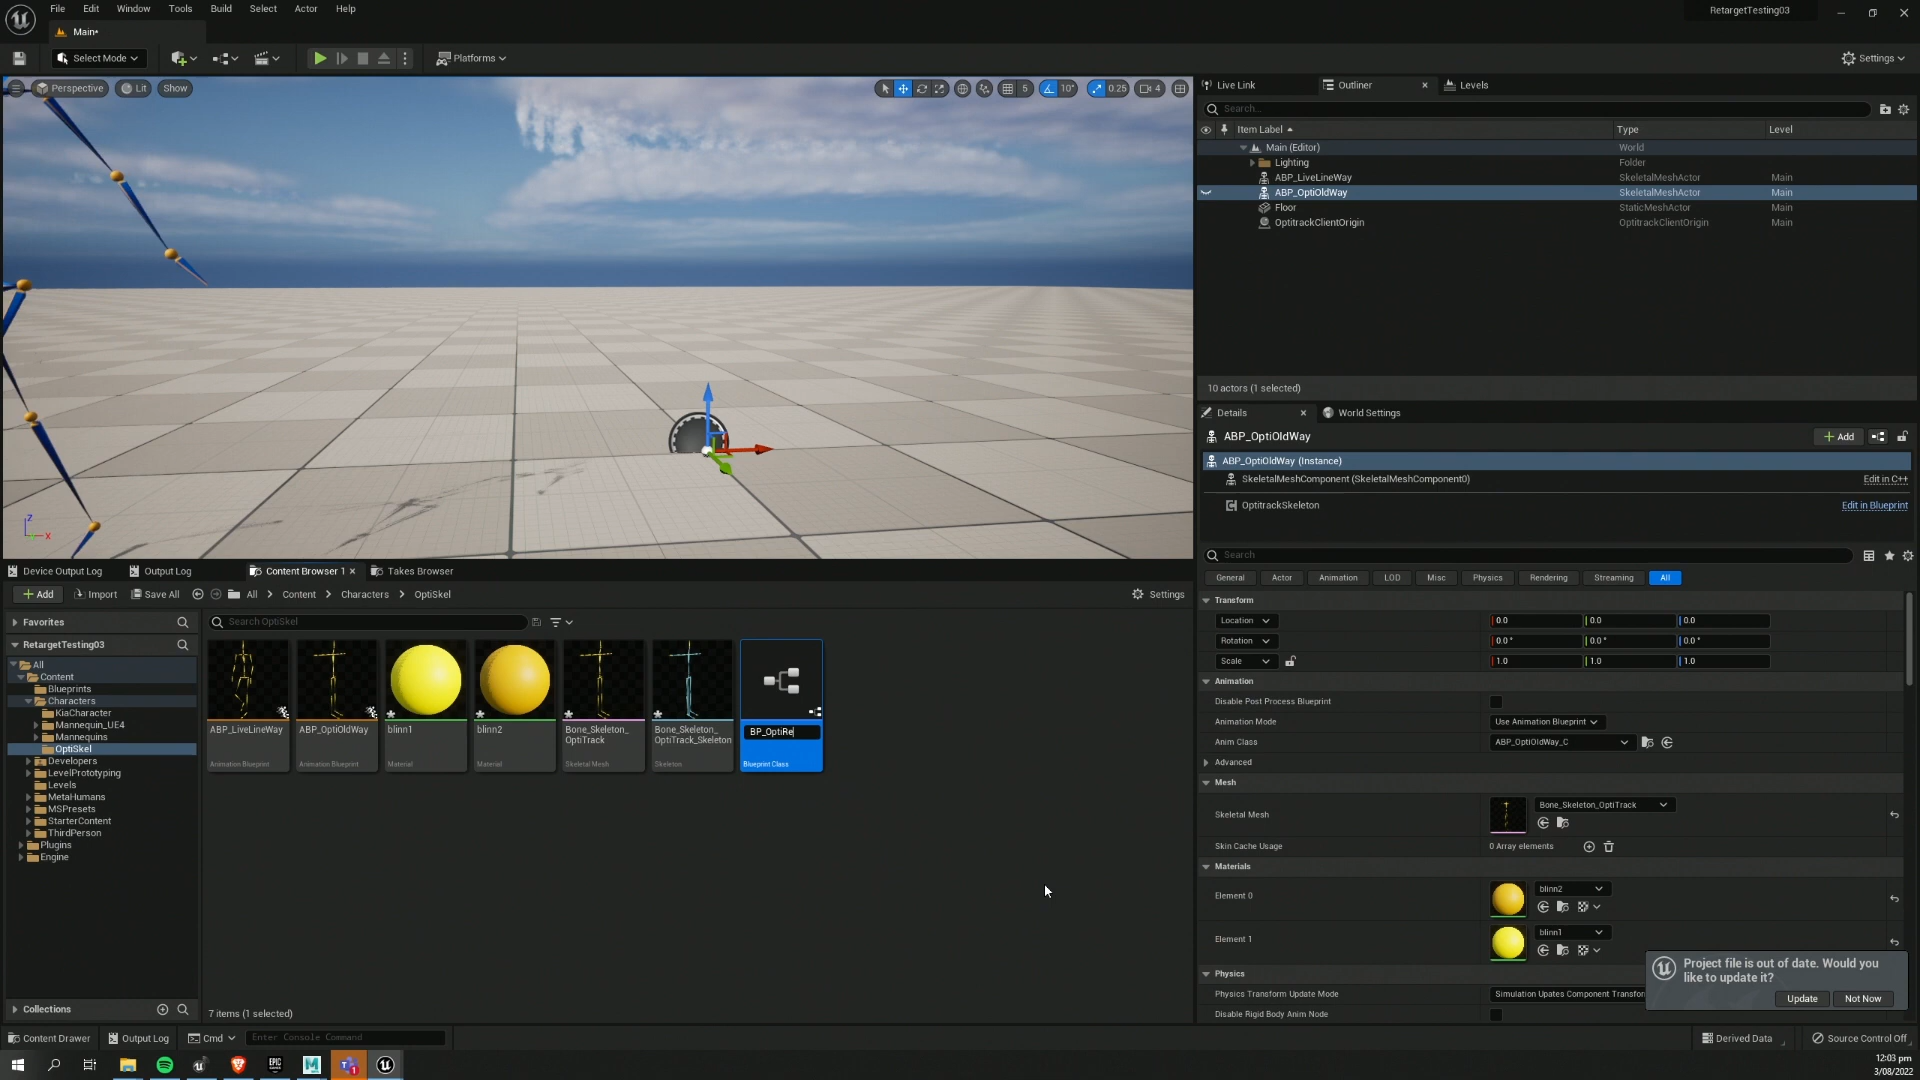 File Edit Window Tools Build Select Actor Help
RetargetTesting03
Main*
Select Mode
Platforms
Settings
Perspective Lit Show
5 10° 0.25 4
Z
X
Live Link Outliner Levels
Search...
Item Label Type Level
Main (Editor) World
Lighting Folder
ABP_LiveLineWay SkeletalMeshActor Main
ABP_OptiOldWay SkeletalMeshActor Main
Floor StaticMeshActor Main
OptitrackClientOrigin OptitrackClientOrigin Main
10 actors (1 selected)
Details World Settings
ABP_OptiOldWay
Add
ABP_OptiOldWay (Instance)
SkeletalMeshComponent (SkeletalMeshComponent0) Edit in C++
OptitrackSkeleton Edit in Blueprint
Search
General Actor Animation LOD Misc Physics Rendering Streaming All
Transform
Location 0.0 0.0 0.0
Rotation 0.0° 0.0° 0.0°
Scale 1.0 1.0 1.0
Animation
Disable Post Process Blueprint
Animation Mode Use Animation Blueprint
Anim Class ABP_OptiOldWay_C
Advanced
Mesh
Skeletal Mesh Bone_Skeleton_OptiTrack
Skin Cache Usage 0 Array elements
Materials
Element 0 blinn2
Element 1 blinn1
Physics
Physics Transform Update Mode Simulation Upates Component Transfor
Disable Rigid Body Anim Node
Project file is out of date. Would you
like to update it?
Update Not Now
Device Output Log Output Log Content Browser 1 Takes Browser
Add Import Save All All Content Characters OptiSkel Settings
Favorites
RetargetTesting03
All
Content
Blueprints
Characters
KiaCharacter
Mannequin_UE4
Mannequins
OptiSkel
Developers
LevelPrototyping
Levels
MetaHumans
MSPresets
StarterContent
ThirdPerson
Plugins
Engine
Collections
Search OptiSkel
ABP_LiveLineWay
Animation Blueprint
ABP_OptiOldWay
Animation Blueprint
blinn1
Material
blinn2
Material
Bone_Skeleton_
OptiTrack
Skeletal Mesh
Bone_Skeleton_
OptiTrack_Skeleton
Skeleton
BP_OptiRe
Blueprint Class
7 items (1 selected)
Content Drawer Output Log Cmd Enter Console Command
Derived Data Source Control Off
12:03 pm
3/08/2022